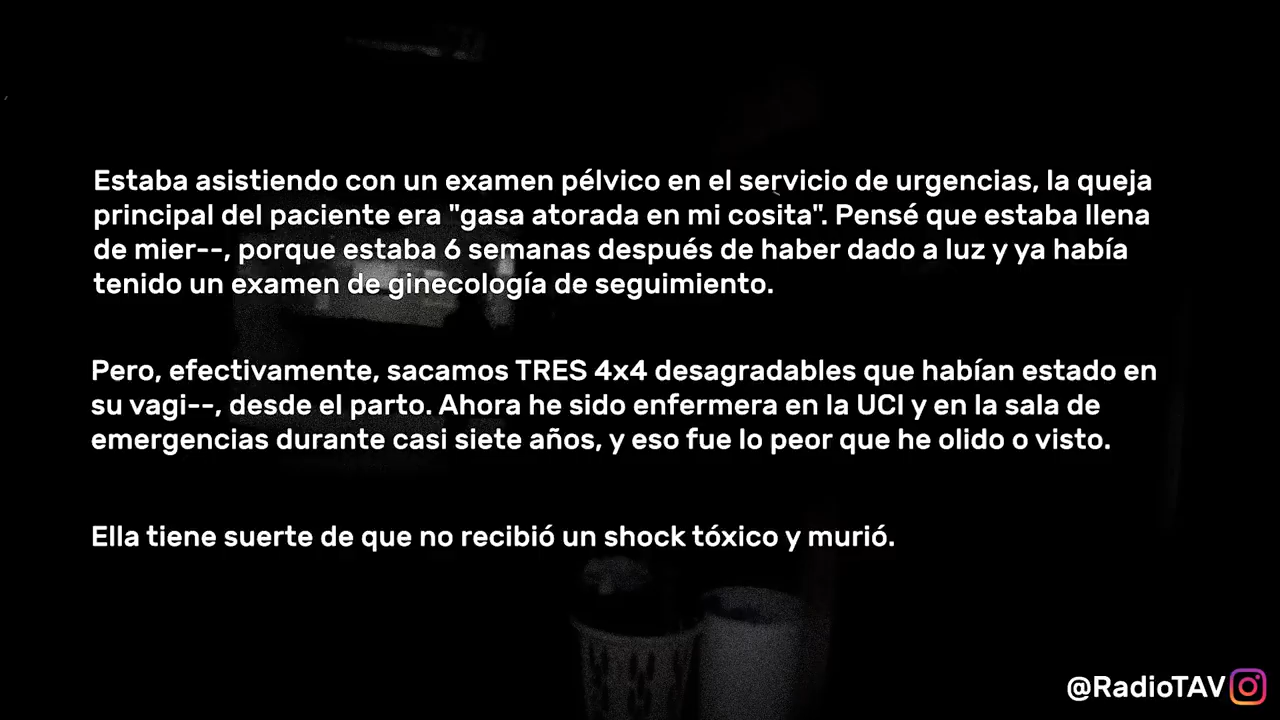 Estaba asistiendo con un examen pélvico en el servicio de urgencias, la queja
principal del paciente era "gasa atorada en mi cosita". Pensé que estaba llena
de mier--, porque estaba 6 semanas después de haber dado a luz y ya había
tenido un examen de ginecología de seguimiento.
Pero, efectivamente, sacamos TRES 4x4 desagradables que habían estado en
su vagi--, desde el parto. Ahora he sido enfermera en la UCI y en la sala de
emergencias durante casi siete años, y eso fue lo peor que he olido o visto.
Ella tiene suerte de que no recibió un shock tóxico y murió.
@RadioTAV